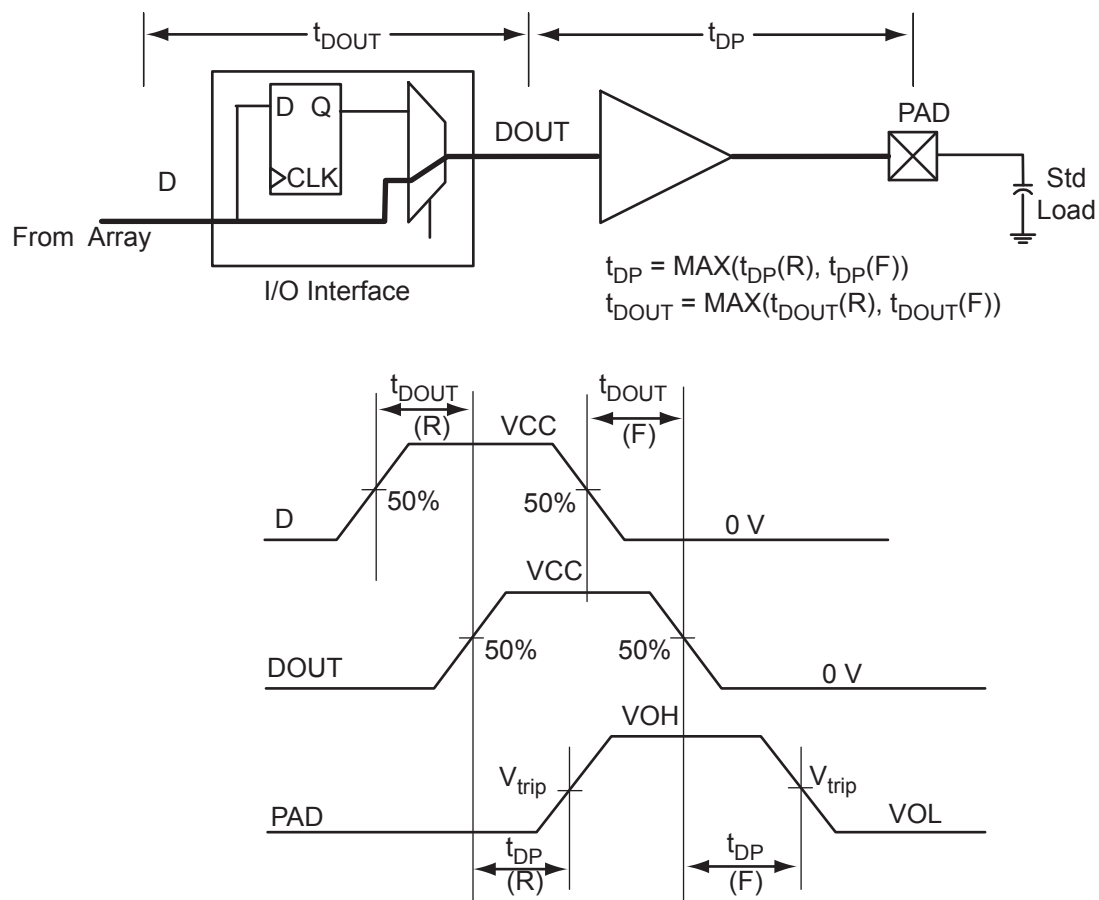 tDOUT
tDP
D Q
CLK
D
From Array
I/O Interface
DOUT
PAD
Std
Load
tDP = MAX(tDP(R), tDP(F))
tDOUT = MAX(tDOUT(R), tDOUT(F))
tDOUT
(R)
tDOUT
(F)
VCC
50%
50%
D
0 V
VCC
50%
50%
DOUT
0 V
VOH
Vtrip
Vtrip
PAD
VOL
tDP
(R)
tDP
(F)